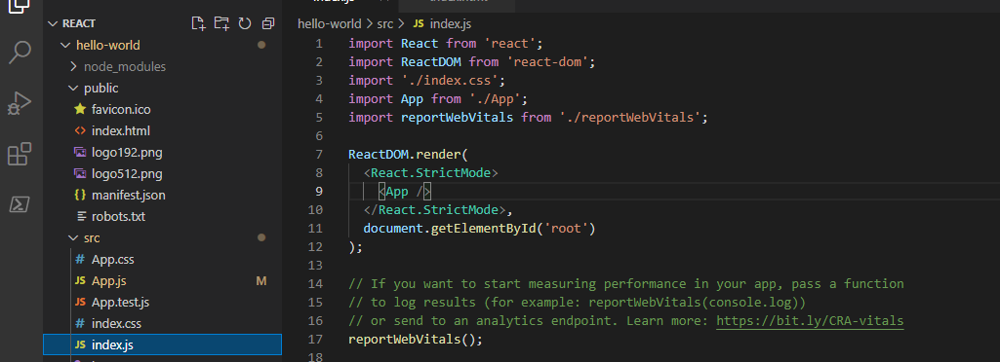 REACT
hello-world
node_modules
public
favicon.ico
index.html
logo192.png
logo512.png
manifest.json
robots.txt
src
App.css
App.js M
App.test.js
index.css
index.js
hello-world > src > JS index.js
1 import React from 'react';
2 import ReactDOM from 'react-dom';
3 import './index.css';
4 import App from './App';
5 import reportWebVitals from './reportWebVitals';
6
7 ReactDOM.render(
8 <React.StrictMode>
9 <App />
10 </React.StrictMode>,
11 document.getElementById('root')
12 );
13
14 // If you want to start measuring performance in your app, pass a function
15 // to log results (for example: reportWebVitals(console.log))
16 // or send to an analytics endpoint. Learn more: https://bit.ly/CRA-vitals
17 reportWebVitals();
18